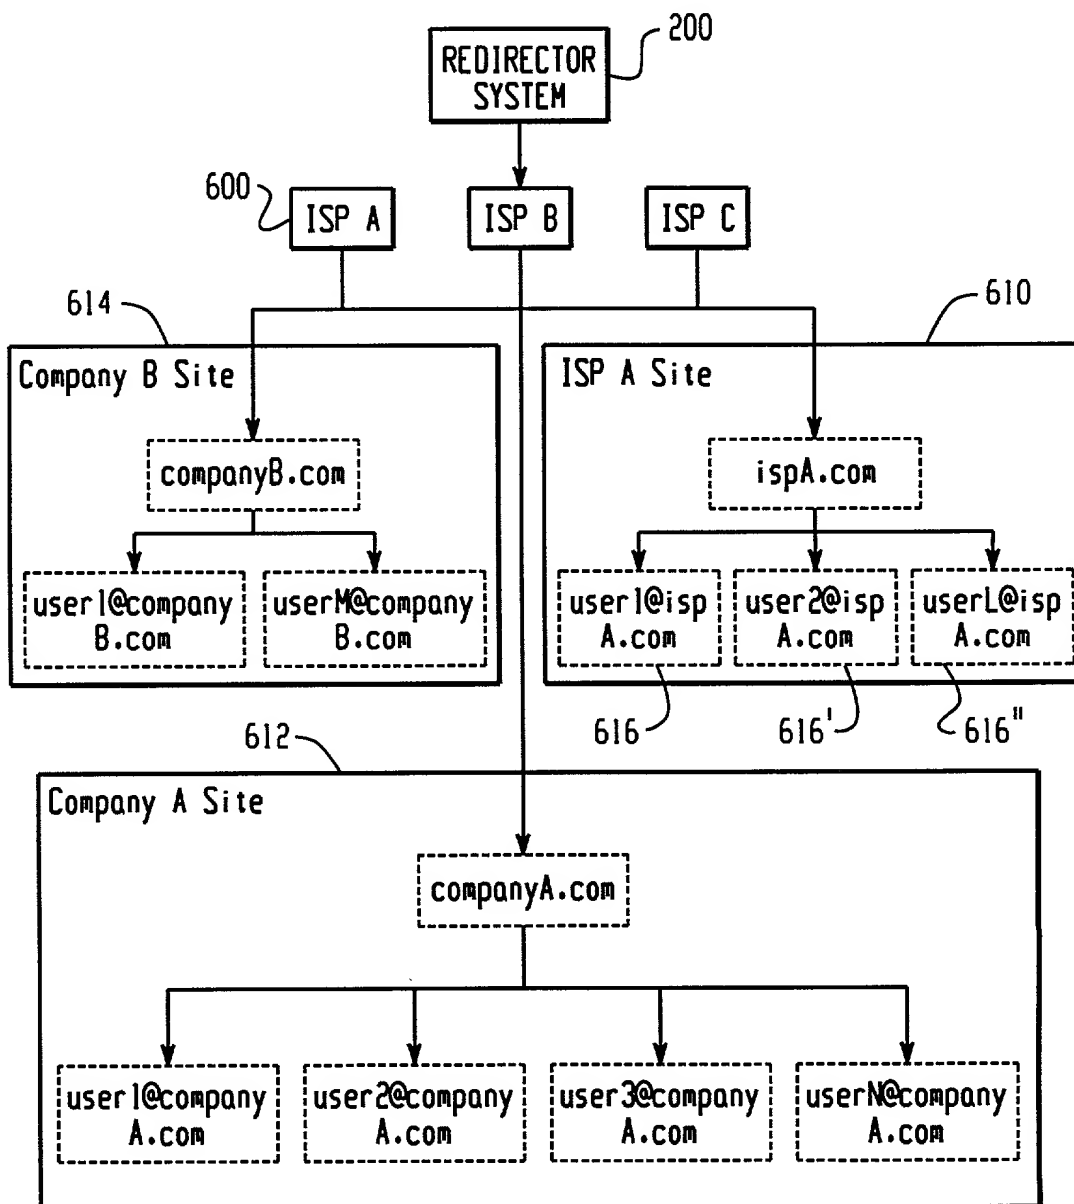 200
REDIRECTOR
SYSTEM
600
ISP A
ISP B
ISP C
614
610
Company B Site
ISP A Site
companyB.com
ispA.com
user1@company
B.com
userM@company
B.com
user1@isp
A.com
user2@isp
A.com
userL@isp
A.com
616
616'
616"
612
Company A Site
companyA.com
user1@company
A.com
user2@company
A.com
user3@company
A.com
userN@company
A.com